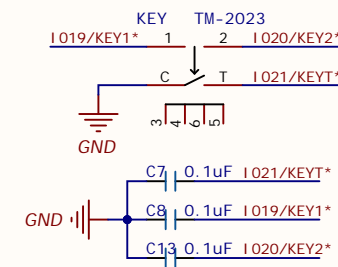 KEY TM-2023
IO19/KEY1* 1 2 IO20/KEY2*
C T IO21/KEYT*
3 4 6 5
GND
C7 0.1uF IO21/KEYT*
GND C8 0.1uF IO19/KEY1*
C13 0.1uF IO20/KEY2*